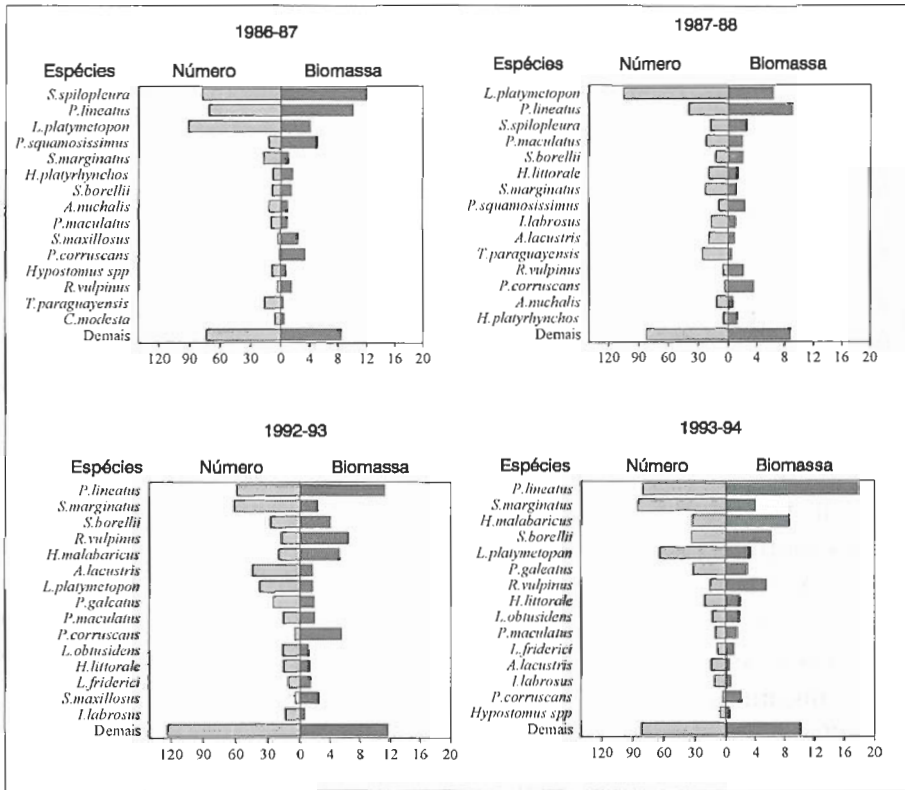 1986-87
Espécies Número Biomassa
S.spilopleura
P.lineatus
L.platymetopon
P.squamosissimus
S.marginatus
H.platyrhynchos
S.borellii
A.nuchalis
P.maculatus
S.maxillosus
P.corruscans
Hypostomus spp
R.vulpinus
T.paraguayensis
C.modesta
Demais
120 90 60 30 0 4 8 12 16 20
1987-88
Espécies Número Biomassa
L.platymetopon
P.lineatus
S.spilopleura
P.maculatus
S.borellii
H.littorale
S.marginatus
P.squamosissimus
I.labrosus
A.lacustris
T.paraguayensis
R.vulpinus
P.corruscans
A.nuchalis
H.platyrhynchos
Demais
120 90 60 30 0 4 8 12 16 20
1992-93
Espécies Número Biomassa
P.lineatus
S.marginatus
S.borellii
R.vulpinus
H.malabaricus
A.lacustris
L.platymetopon
P.galeatus
P.maculatus
P.corruscans
L.obtusidens
H.littorale
L.friderici
S.maxillosus
I.labrosus
Demais
120 90 60 30 0 4 8 12 16 20
1993-94
Espécies Número Biomassa
P.lineatus
S.marginatus
H.malabaricus
S.borellii
L.platymetopan
P.galeatus
R.vulpinus
H.littorale
L.obtusidens
P.maculatus
L.friderici
A.lacustris
I.labrosus
P.corruscans
Hypostomus spp
Demais
120 90 60 30 0 4 8 12 16 20